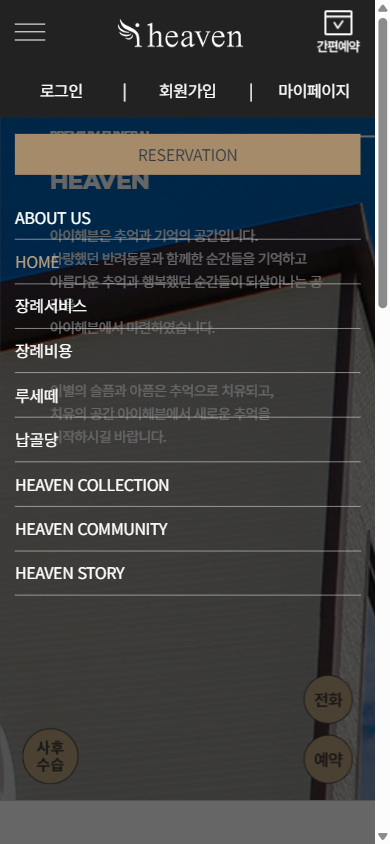 i heaven
간편예약
로그인 | 회원가입 | 마이페이지
PREMIUM FUNERAL
RESERVATION
HEAVEN
ABOUT US
아이헤븐은 추억과 기억의 공간입니다.
사랑했던 반려동물과 함께한 순간들을 기억하고
HOME
아름다운 추억과 행복했던 순간들이 되살아나는 공
장례서비스
아이헤븐에서 마련하였습니다.
장례비용
이별의 슬픔과 아픔은 추억으로 치유되고,
루세떼
치유의 공간 아이헤븐에서 새로운 추억을
시작하시길 바랍니다.
납골당
HEAVEN COLLECTION
HEAVEN COMMUNITY
HEAVEN STORY
전화
사후
수습
예약